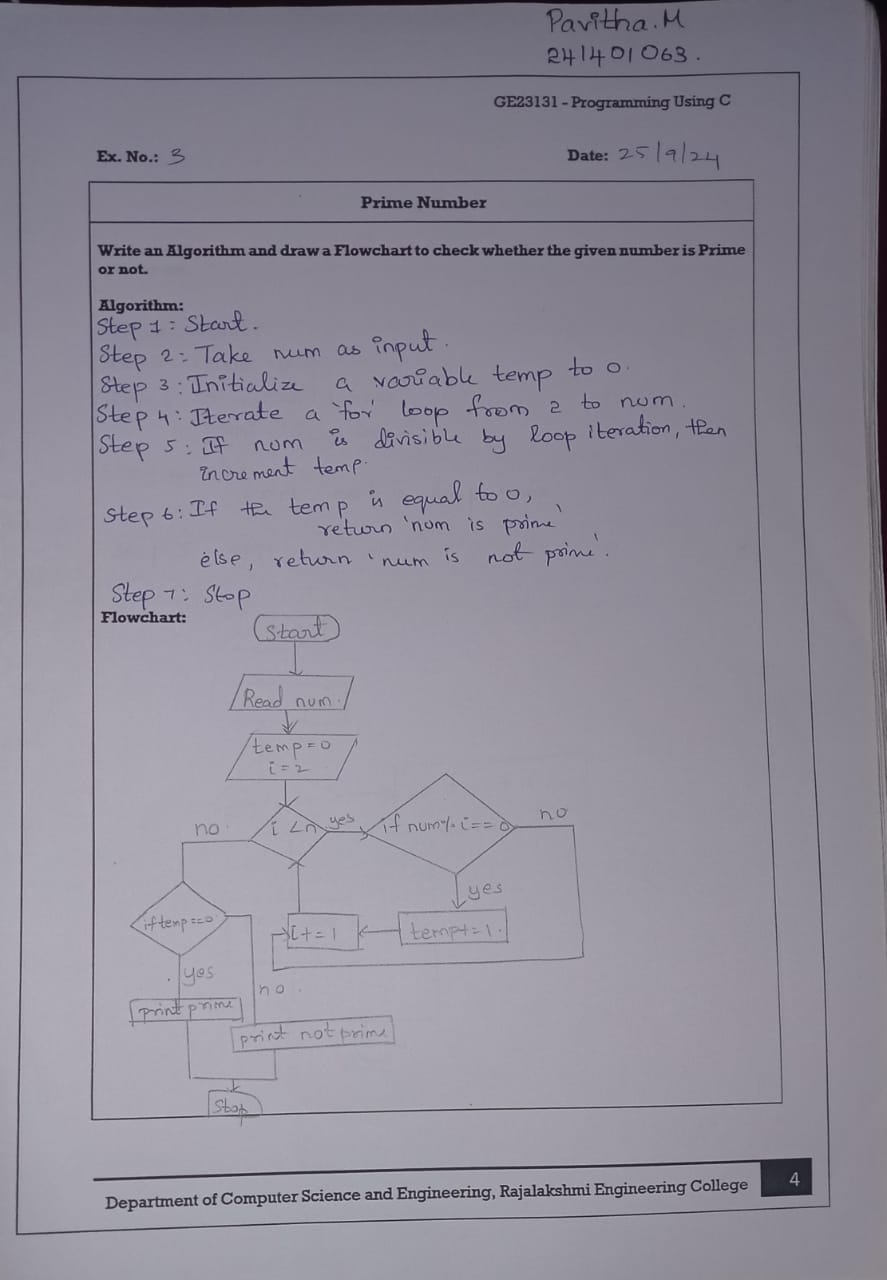 Pavitha.M
241401063.
GE23131 - Programming Using C
Ex. No.: 3
Date: 25/9/24
Prime Number
Write an Algorithm and draw a Flowchart to check whether the given number is Prime
or not.
Algorithm:
Step 1 : Start.
Step 2 : Take num as input.
Step 3 : Initialize a variable temp to 0.
Step 4 : Iterate a 'for' loop from 2 to num.
Step 5 : If num is divisible by loop iteration, then
increment temp.
Step 6 : If the temp is equal to 0,
return 'num is prime'
else, return 'num is not prime'.
Step 7 : Stop
Flowchart:
Start
Read num.
temp=0
i=2
no.
i <n
yes
if num% i==0
no
if temp==0
i+=1
temp+=1.
yes
yes
no.
print prime
print not prime
Stop
Department of Computer Science and Engineering, Rajalakshmi Engineering College
4